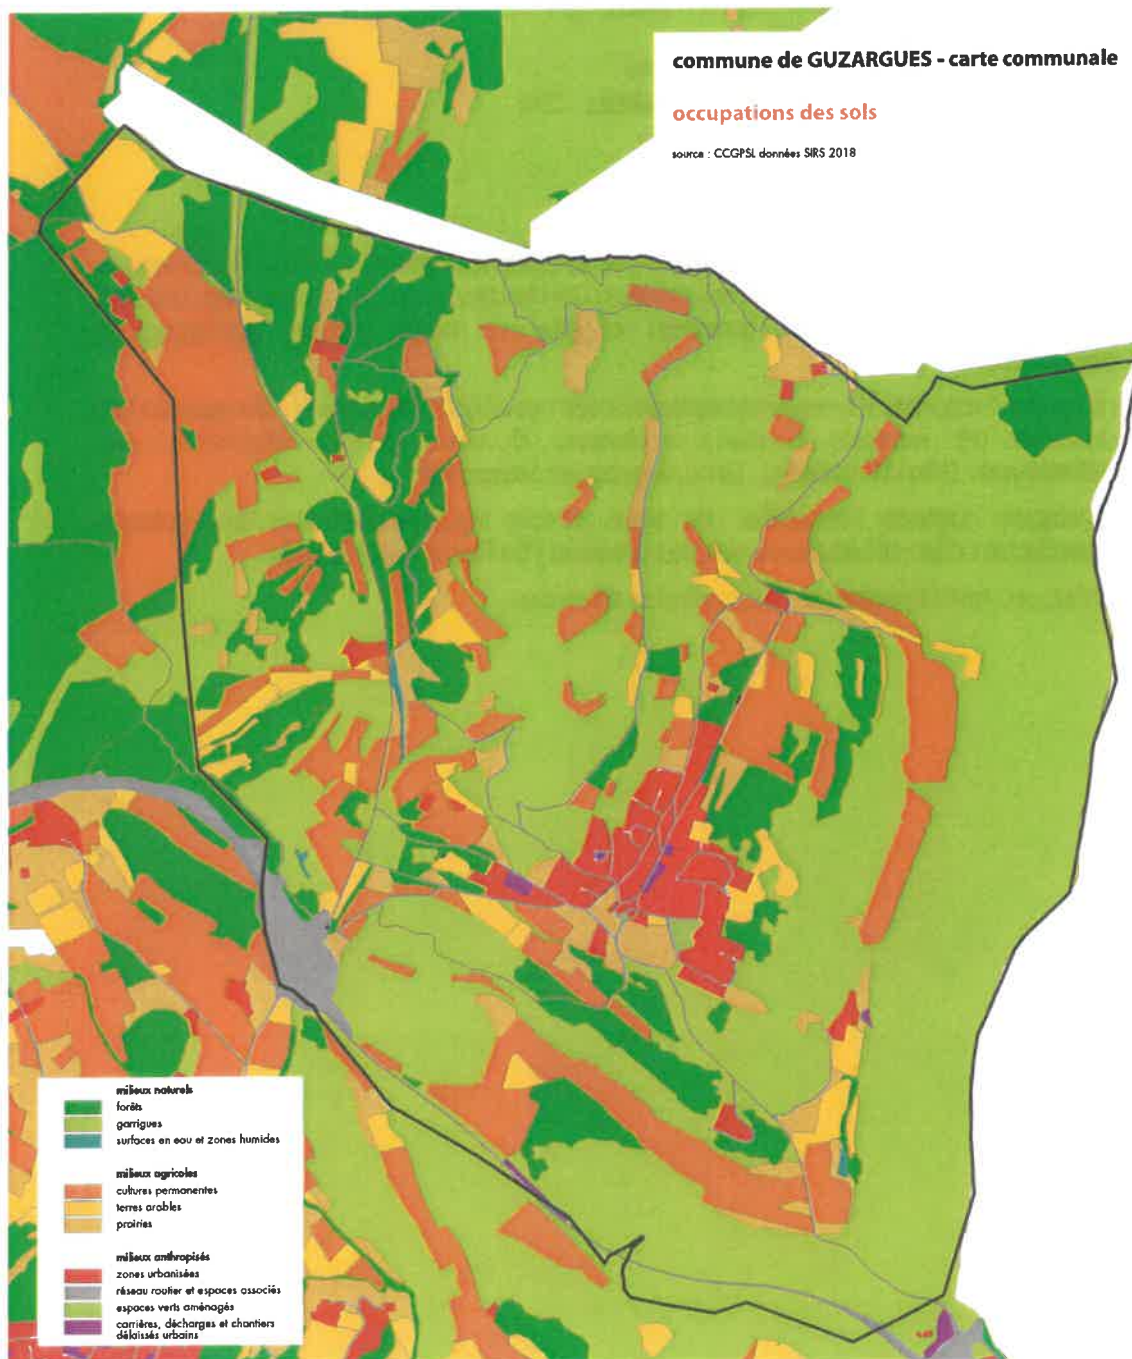 commune de GUZARGUES - carte communale
occupations des sols
source : CCGPSL données SIRS 2018
milieux naturels
forêts
garrigues
surfaces en eau et zones humides
milieux agricoles
cultures permanentes
terres arables
prairies
milieux anthropisés
zones urbanisées
réseau routier et espaces associés
espaces verts aménagés
carrières, décharges et chantiers
délaissés urbains